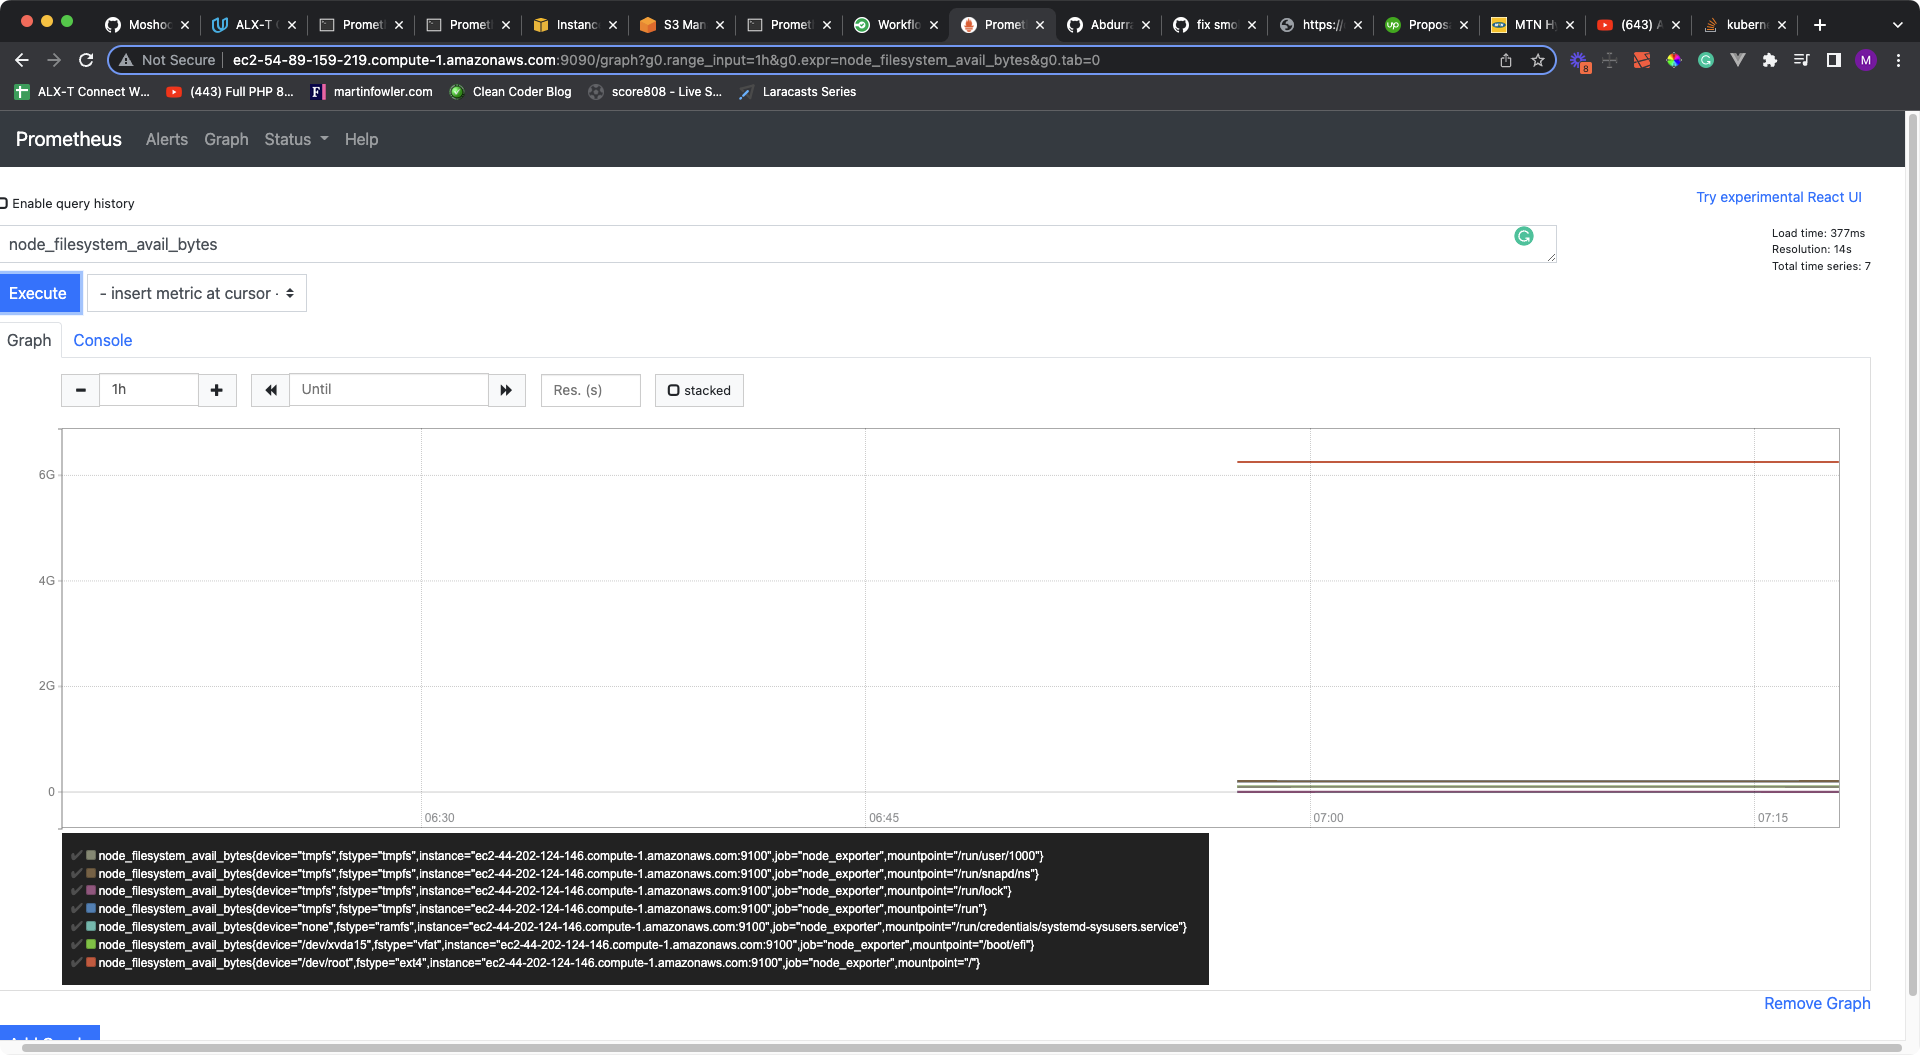 Moshoo
ALX-T
Prometh
Prometh
Instanc
S3 Man
Prometh
Workflo
Prometh
Abdurra
fix smo
https://
up Propos
MTN Hy
(643) A
kuberne
Not Secure ec2-54-89-159-219.compute-1.amazonaws.com:9090/graph?g0.range_input=1h&g0.expr=node_filesystem_avail_bytes&g0.tab=0
8
M
ALX-T Connect W... (443) Full PHP 8... F martinfowler.com Clean Coder Blog score808 - Live S... Laracasts Series
Prometheus Alerts Graph Status Help
Try experimental React UI
Enable query history
node_filesystem_avail_bytes
Load time: 377ms
Resolution: 14s
Total time series: 7
Execute - insert metric at cursor -
Graph Console
1h Until Res. (s) stacked
6G
4G
2G
0
06:30 06:45 07:00 07:15
node_filesystem_avail_bytes{device="tmpfs",fstype="tmpfs",instance="ec2-44-202-124-146.compute-1.amazonaws.com:9100",job="node_exporter",mountpoint="/run/user/1000"}
node_filesystem_avail_bytes{device="tmpfs",fstype="tmpfs",instance="ec2-44-202-124-146.compute-1.amazonaws.com:9100",job="node_exporter",mountpoint="/run/snapd/ns"}
node_filesystem_avail_bytes{device="tmpfs",fstype="tmpfs",instance="ec2-44-202-124-146.compute-1.amazonaws.com:9100",job="node_exporter",mountpoint="/run/lock"}
node_filesystem_avail_bytes{device="tmpfs",fstype="tmpfs",instance="ec2-44-202-124-146.compute-1.amazonaws.com:9100",job="node_exporter",mountpoint="/run"}
node_filesystem_avail_bytes{device="none",fstype="ramfs",instance="ec2-44-202-124-146.compute-1.amazonaws.com:9100",job="node_exporter",mountpoint="/run/credentials/systemd-sysusers.service"}
node_filesystem_avail_bytes{device="/dev/xvda15",fstype="vfat",instance="ec2-44-202-124-146.compute-1.amazonaws.com:9100",job="node_exporter",mountpoint="/boot/efi"}
node_filesystem_avail_bytes{device="/dev/root",fstype="ext4",instance="ec2-44-202-124-146.compute-1.amazonaws.com:9100",job="node_exporter",mountpoint="/"}
Remove Graph